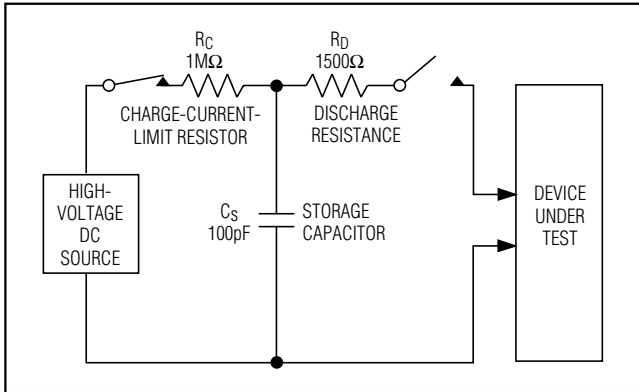 RC
1MΩ
CHARGE-CURRENT-
LIMIT RESISTOR
RD
1500Ω
DISCHARGE
RESISTANCE
HIGH-
VOLTAGE
DC
SOURCE
CS
100pF
STORAGE
CAPACITOR
DEVICE
UNDER
TEST